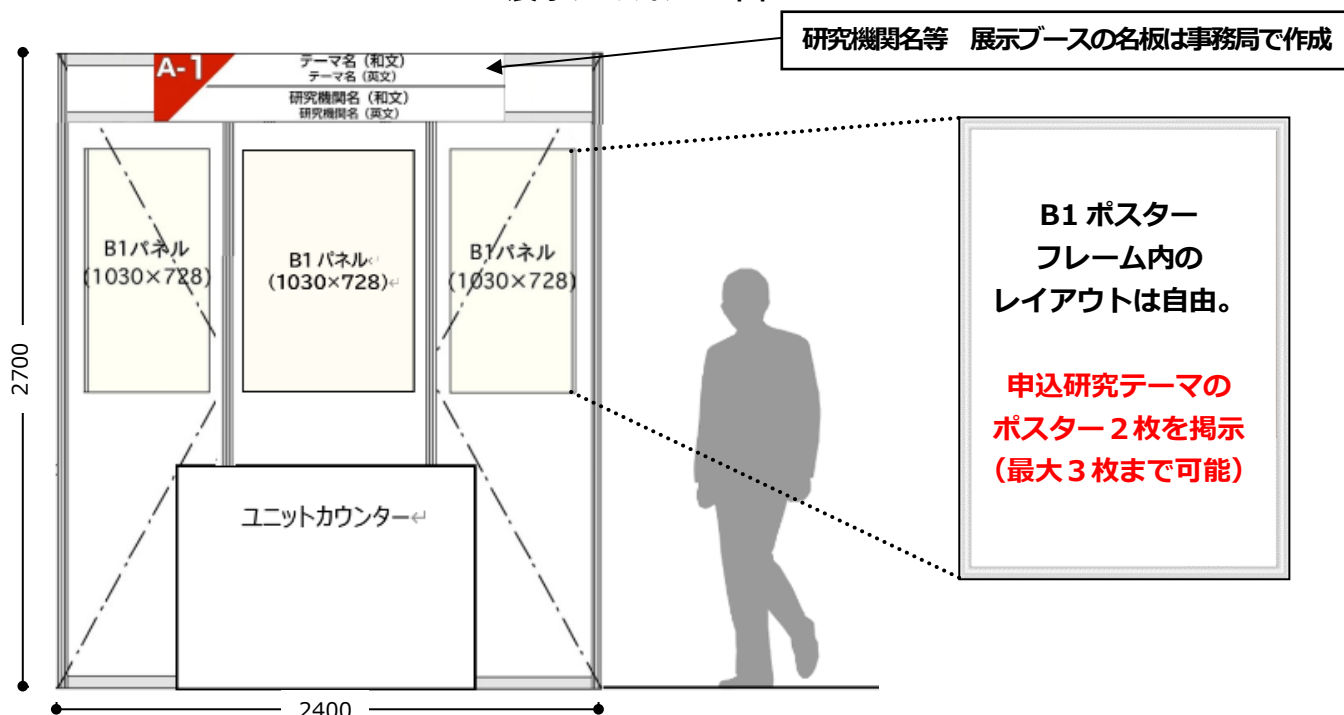 研究機関名等　展示ブースの名板は事務局で作成
A-1
テーマ名（和文）
テーマ名（英文）
研究機関名（和文）
研究機関名（英文）
B1パネル
(1030×728)
B1 パネル↵
(1030×728)↵
B1パネル
(1030×728)
ユニットカウンター↵
2700
2400
B1 ポスター
フレーム内の
レイアウトは自由。
申込研究テーマの
ポスター２枚を掲示
（最大３枚まで可能）